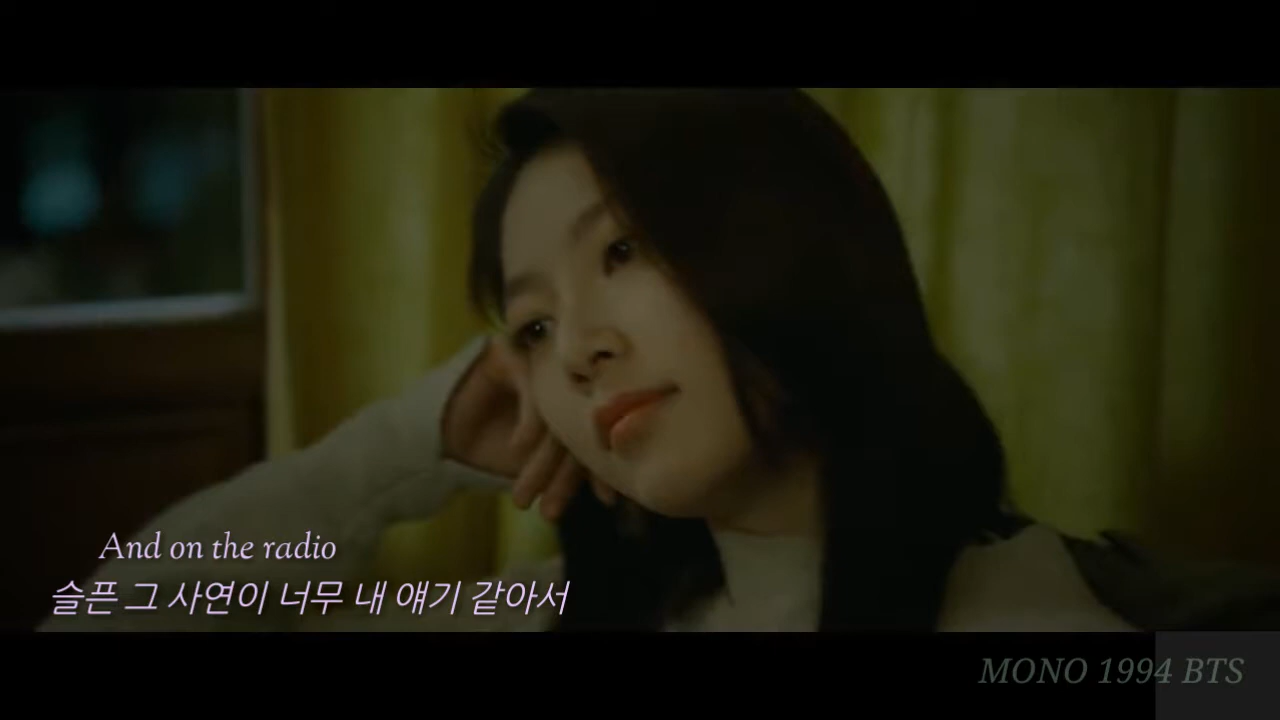 And on the radio
슬픈 그 사연이 너무 내 얘기 같아서
MONO 1994 BTS